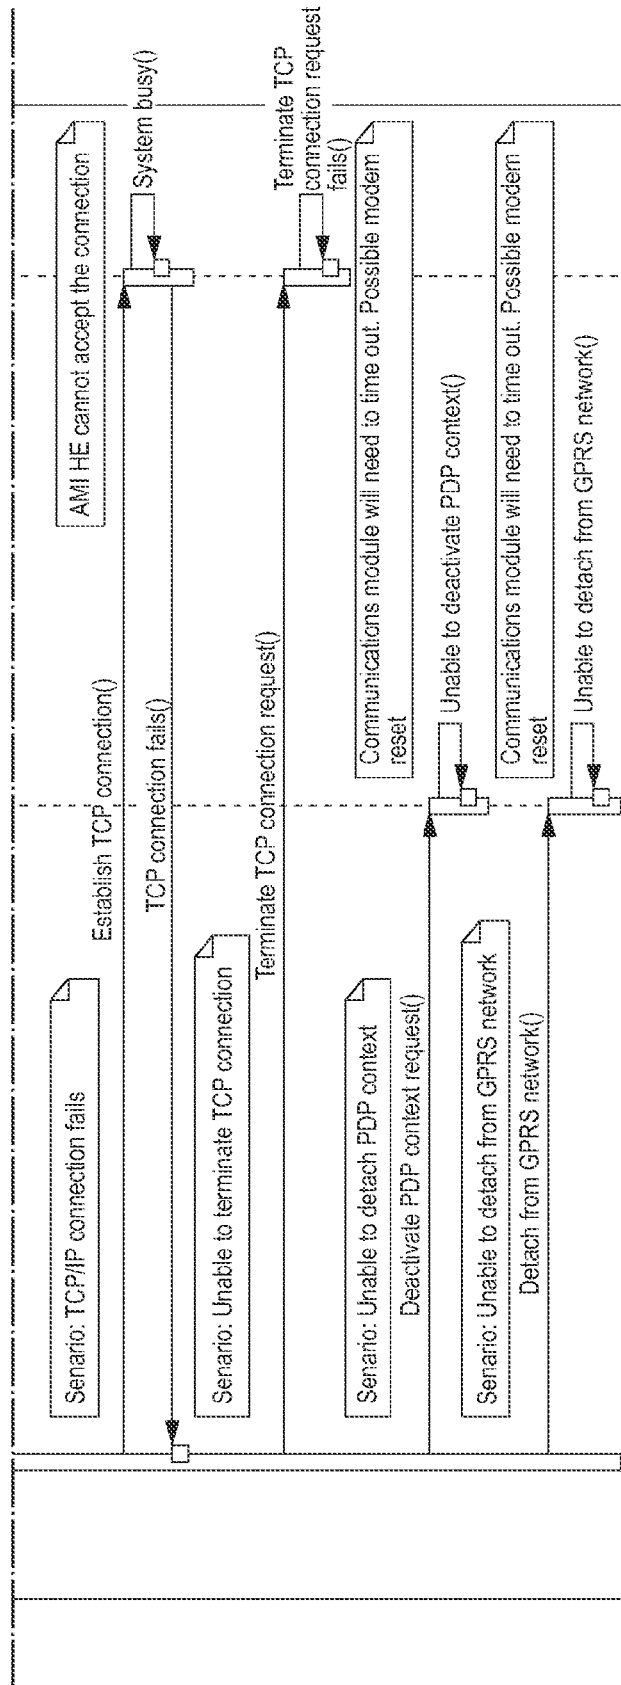 Senario: TCP/IP connection fails
AMI HE cannot accept the connection
Establish TCP connection()
System busy()
TCP connection fails()
Senario: Unable to terminate TCP connection
Terminate TCP connection request()
Terminate TCP
connection request
fails()
Senario: Unable to detach PDP context
Communications module will need to time out. Possible modem
reset
Deactivate PDP context request()
Unable to deactivate PDP context()
Senario: Unable to detach from GPRS network
Communications module will need to time out. Possible modem
reset
Detach from GPRS network()
Unable to detach from GPRS network()